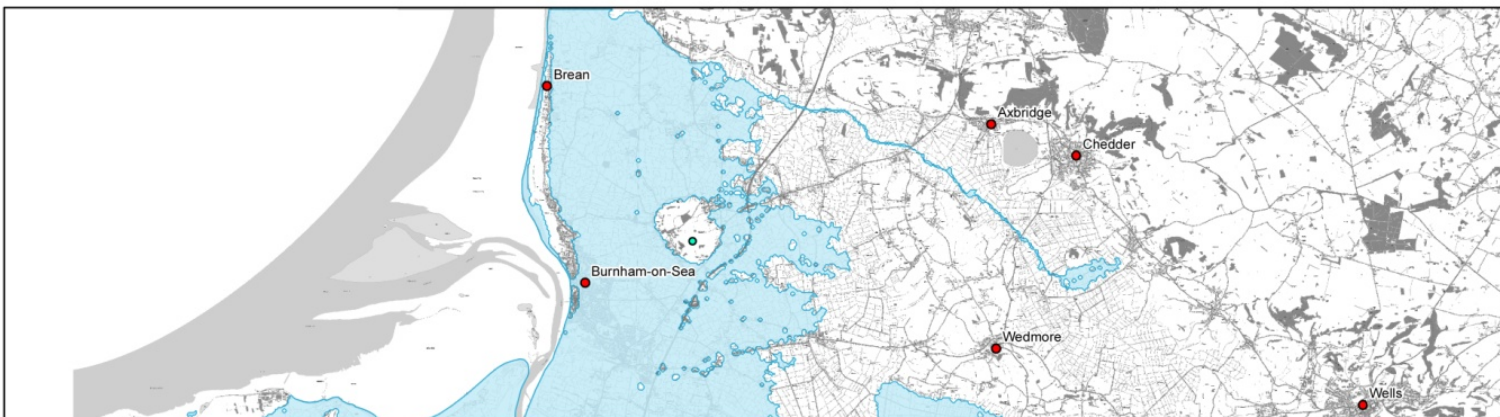 Brean
Axbridge
Chedder
Burnham-on-Sea
Wedmore
Wells